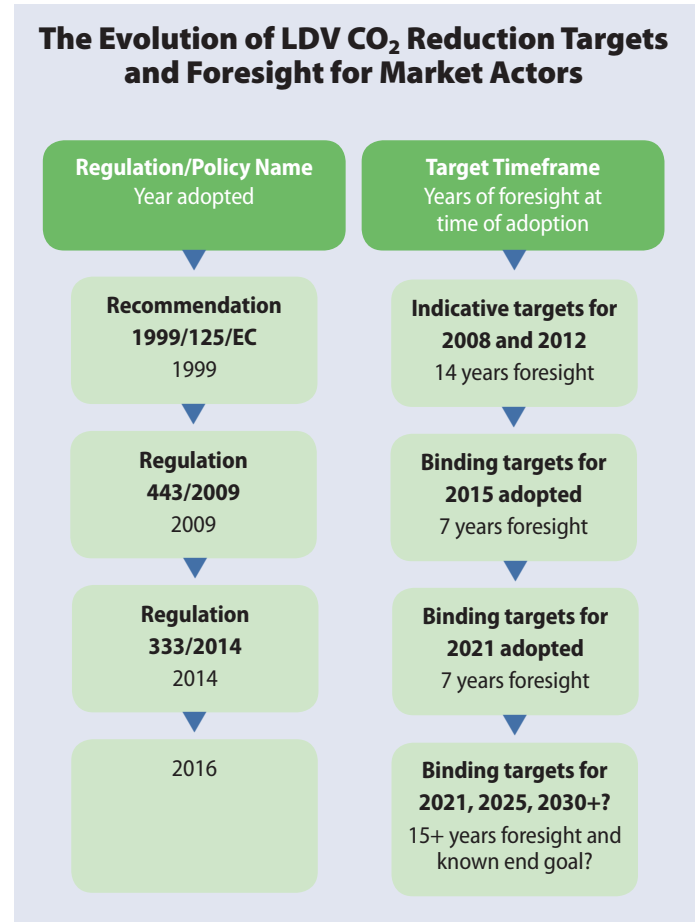 The Evolution of LDV CO₂ Reduction Targets
and Foresight for Market Actors
Regulation/Policy Name
Year adopted
Target Timeframe
Years of foresight at
time of adoption
Recommendation
1999/125/EC
1999
Indicative targets for
2008 and 2012
14 years foresight
Regulation
443/2009
2009
Binding targets for
2015 adopted
7 years foresight
Regulation
333/2014
2014
Binding targets for
2021 adopted
7 years foresight
2016
Binding targets for
2021, 2025, 2030+?
15+ years foresight and
known end goal?